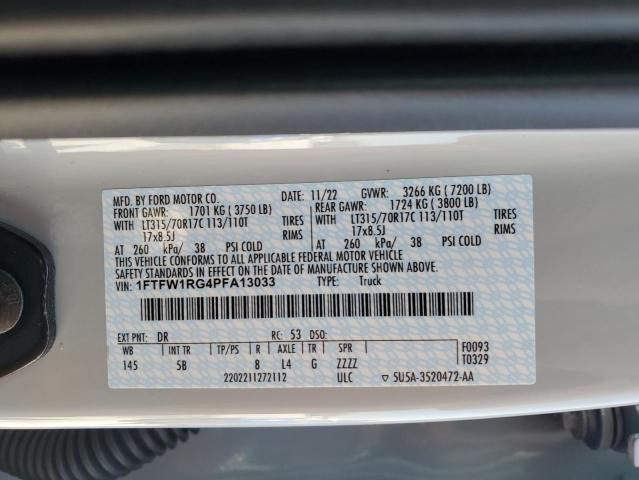 MFD. BY FORD MOTOR CO. DATE: 11/22 GVWR: 3266 KG ( 7200 LB)
FRONT GAWR: 1701 KG ( 3750 LB) REAR GAWR: 1724 KG ( 3800 LB)
WITH LT315/70R17C 113/110T TIRES WITH LT315/70R17C 113/110T TIRES
17x8.5J RIMS 17x8.5J RIMS
AT 260 kPa/ 38 PSI COLD AT 260 kPa/ 38 PSI COLD
THIS VEHICLE CONFORMS TO ALL APPLICABLE FEDERAL MOTOR VEHICLE
SAFETY STANDARDS IN EFFECT ON THE DATE OF MANUFACTURE SHOWN ABOVE.
VIN: 1FTFW1RG4PFA13033 TYPE: Truck
EXT PNT: DR RC: 53 DSO: F0093
WB INT TR TP/PS R AXLE TR SPR T0329
145 5B 8 L4 G ZZZZ
2202211272112 ULC ▽ 5U5A-3520472-AA